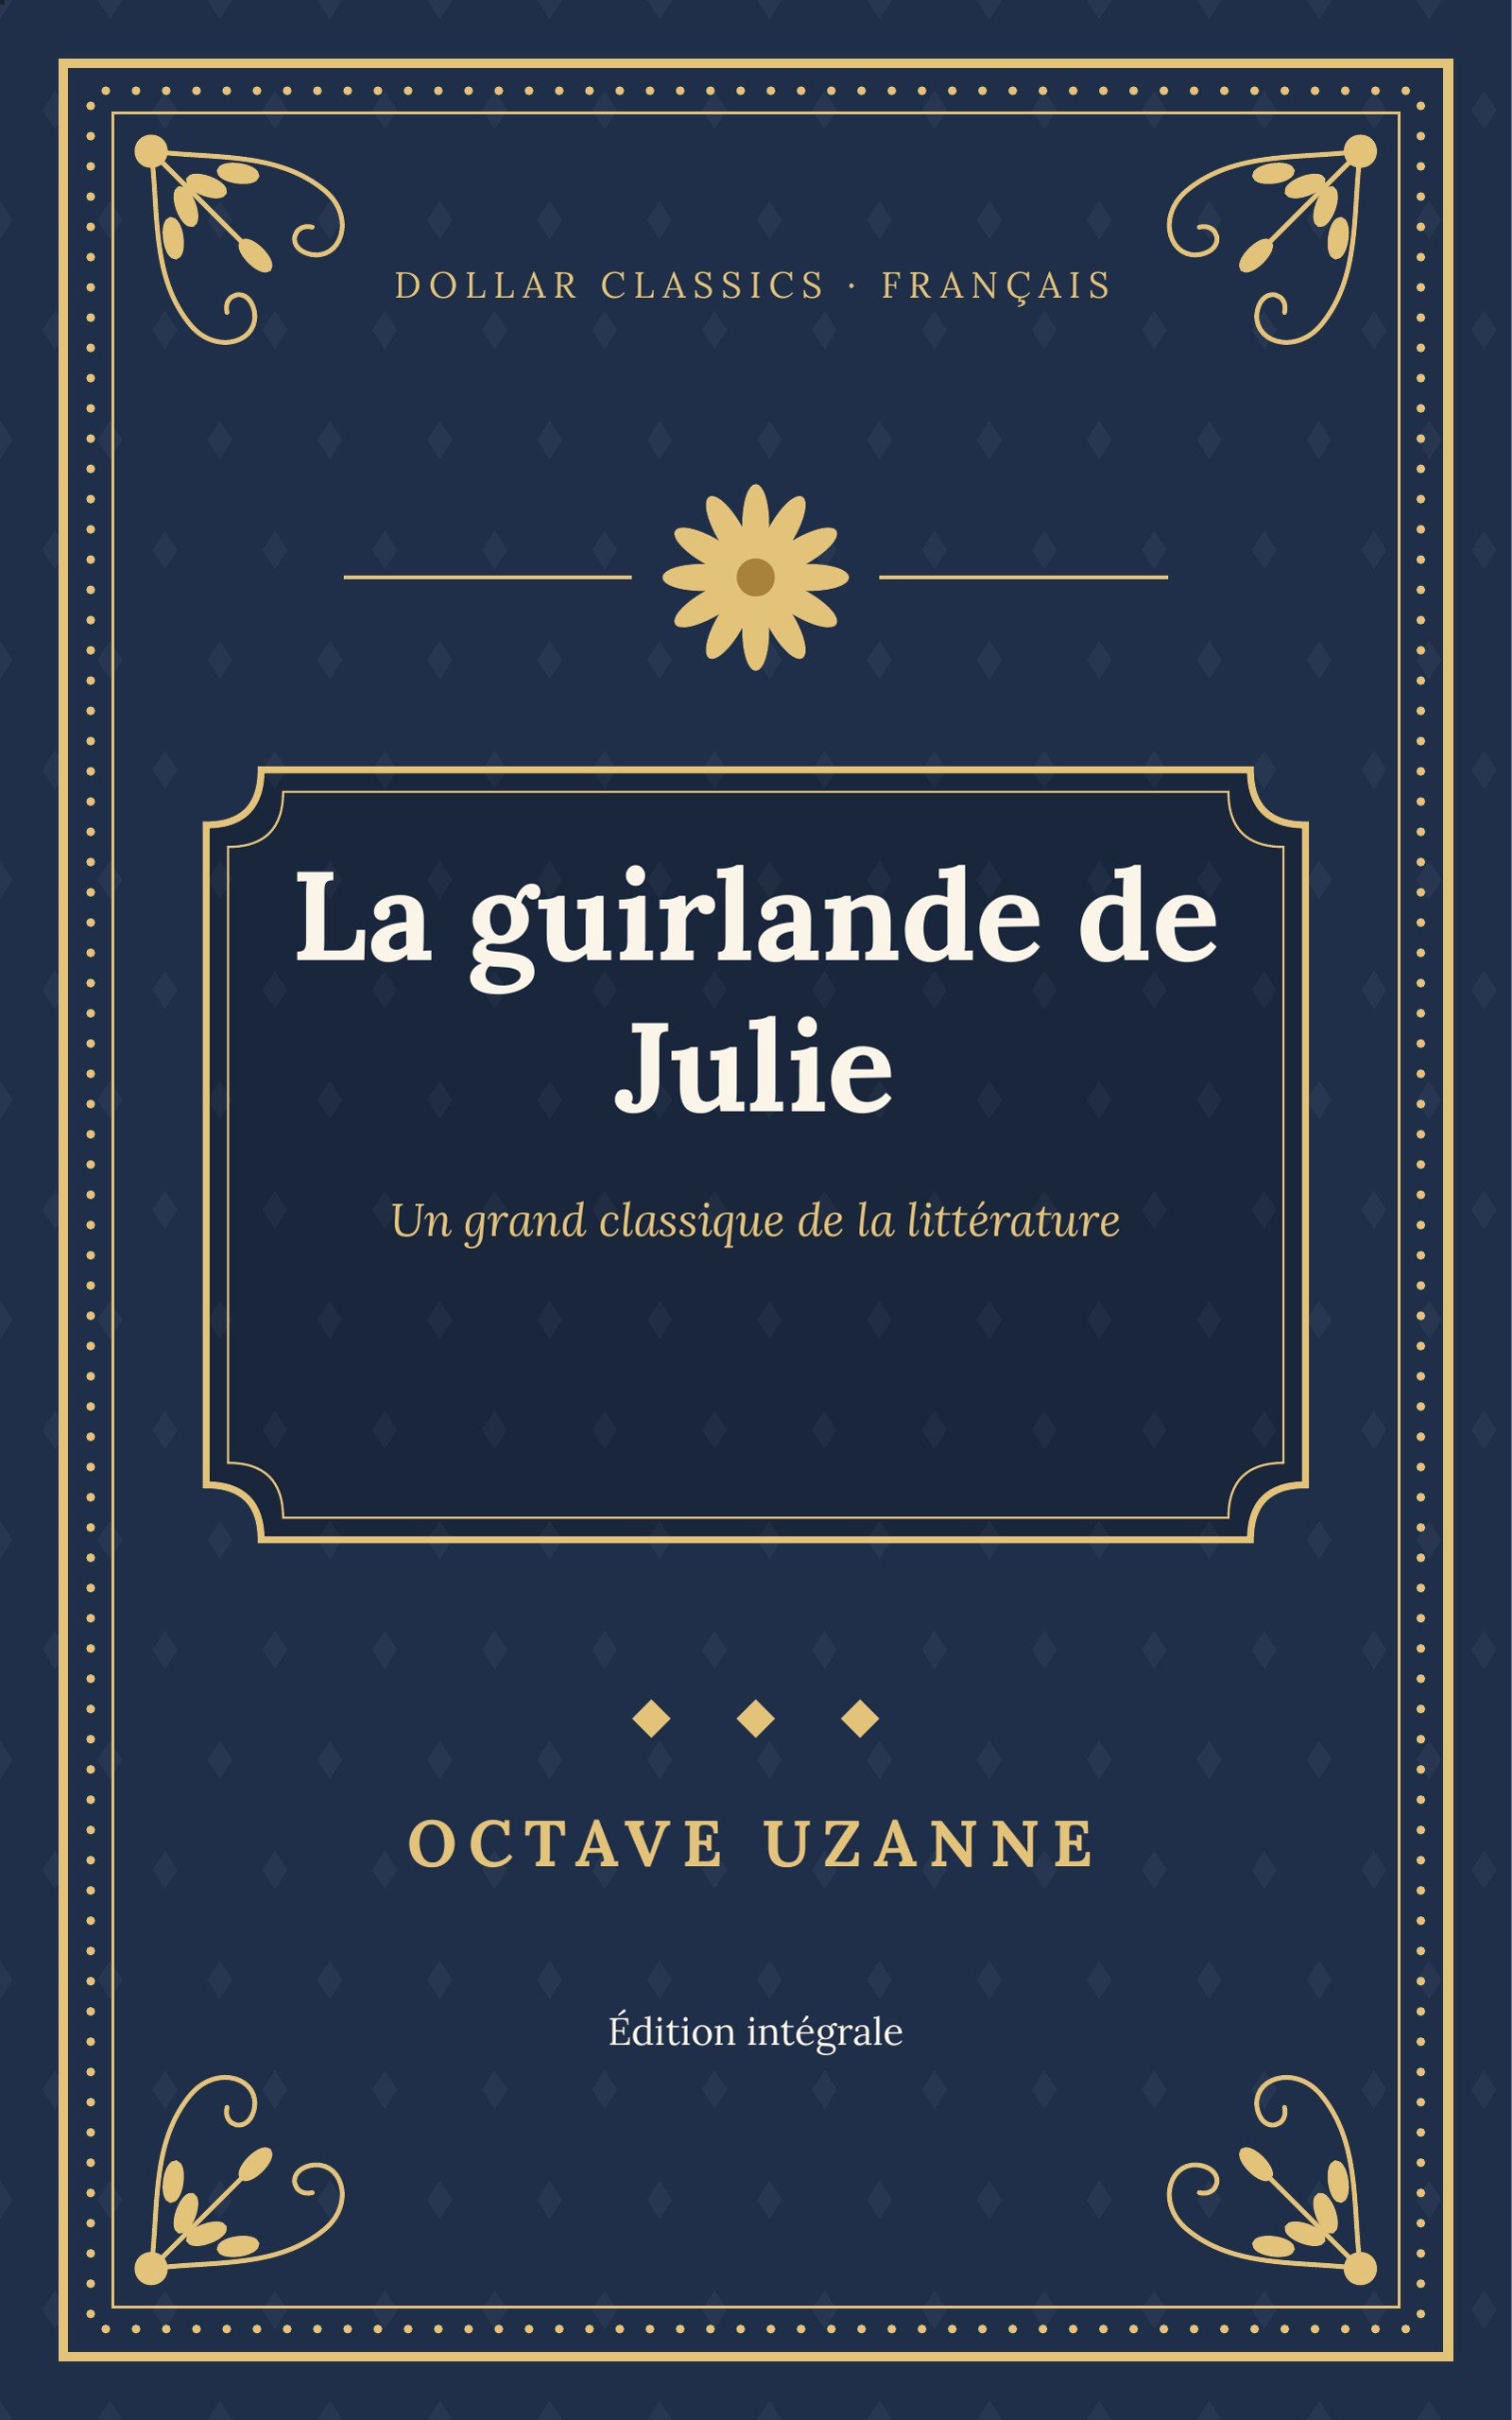 DOLLAR CLASSICS · FRANÇAIS
La guirlande de
Julie
Un grand classique de la littérature
OCTAVE UZANNE
Édition intégrale